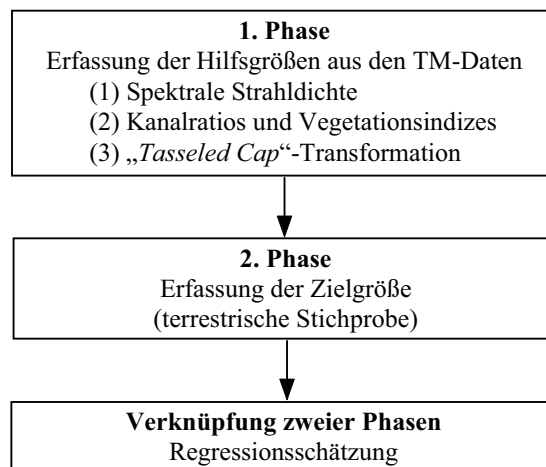 1. Phase
Erfassung der Hilfsgrößen aus den TM-Daten
(1) Spektrale Strahldichte
(2) Kanalratios und Vegetationsindizes
(3) „Tasseled Cap“-Transformation
2. Phase
Erfassung der Zielgröße
(terrestrische Stichprobe)
Verknüpfung zweier Phasen
Regressionsschätzung